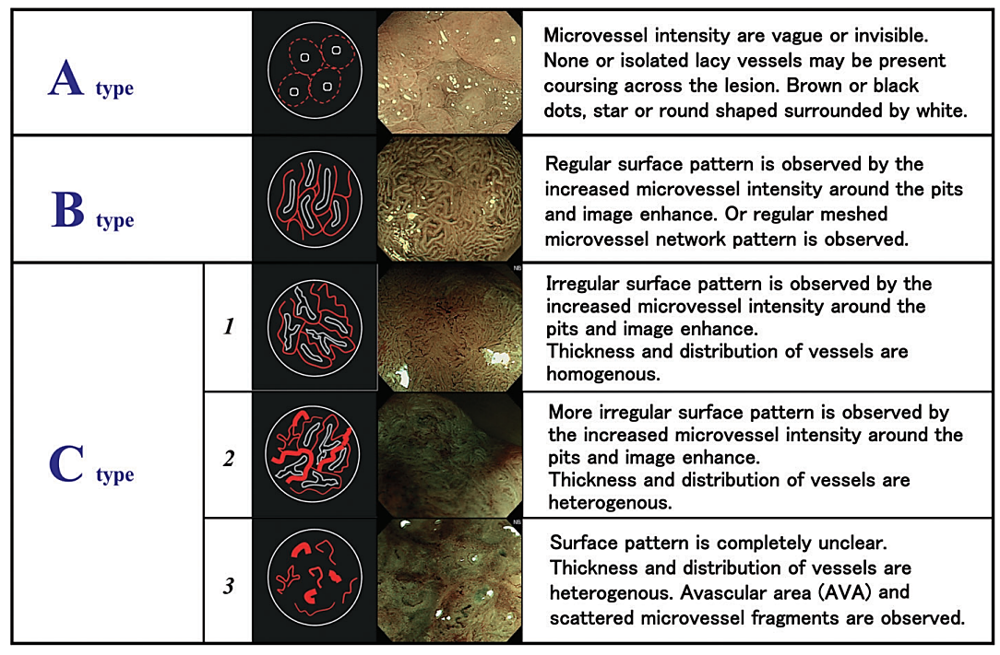 A type
Microvessel intensity are vague or invisible.
None or isolated lacy vessels may be present
coursing across the lesion. Brown or black
dots, star or round shaped surrounded by white.
B type
Regular surface pattern is observed by the
increased microvessel intensity around the pits
and image enhance. Or regular meshed
microvessel network pattern is observed.
C type
1
NB
Irregular surface pattern is observed by the
increased microvessel intensity around the
pits and image enhance.
Thickness and distribution of vessels are
homogenous.
2
More irregular surface pattern is observed by
the increased microvessel intensity around the
pits and image enhance.
Thickness and distribution of vessels are
heterogenous.
3
NB
Surface pattern is completely unclear.
Thickness and distribution of vessels are
heterogenous. Avascular area (AVA) and
scattered microvessel fragments are observed.